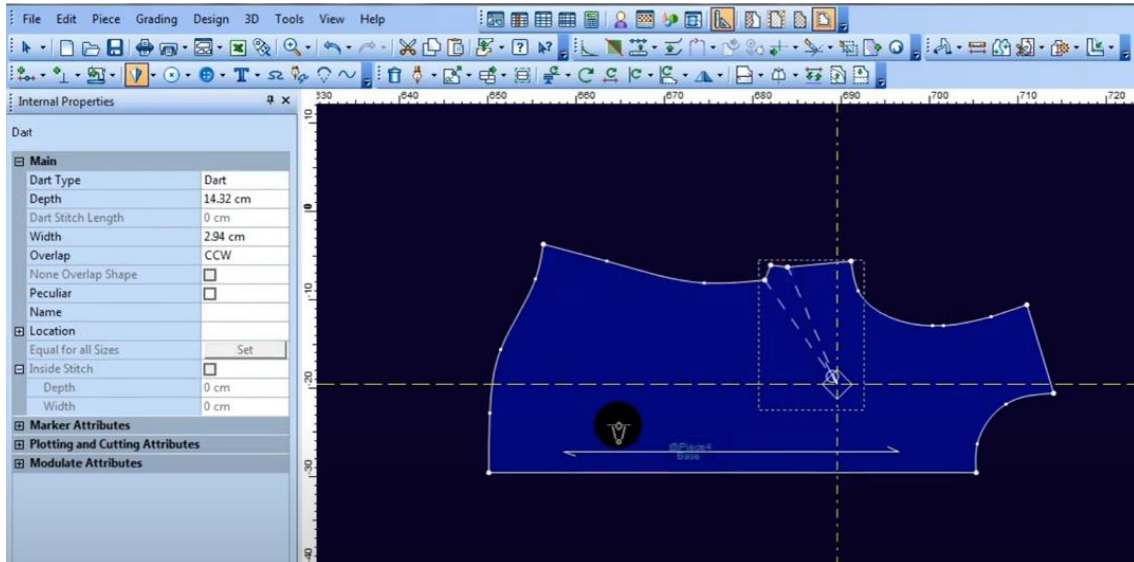 File Edit Piece Grading Design 3D Tools View Help
Internal Properties
330 640 650 660 670 680 690 700 710 720
Dart
Main
Dart Type Dart
Depth 14.32 cm
Dart Stitch Length 0 cm
Width 2.94 cm
Overlap CCW
None Overlap Shape
Peculiar
Name
Location
Equal for all Sizes Set
Inside Stitch
Depth 0 cm
Width 0 cm
Marker Attributes
Plotting and Cutting Attributes
Modulate Attributes
10
0
-10
-20
-30
-40
@Piece4
Base